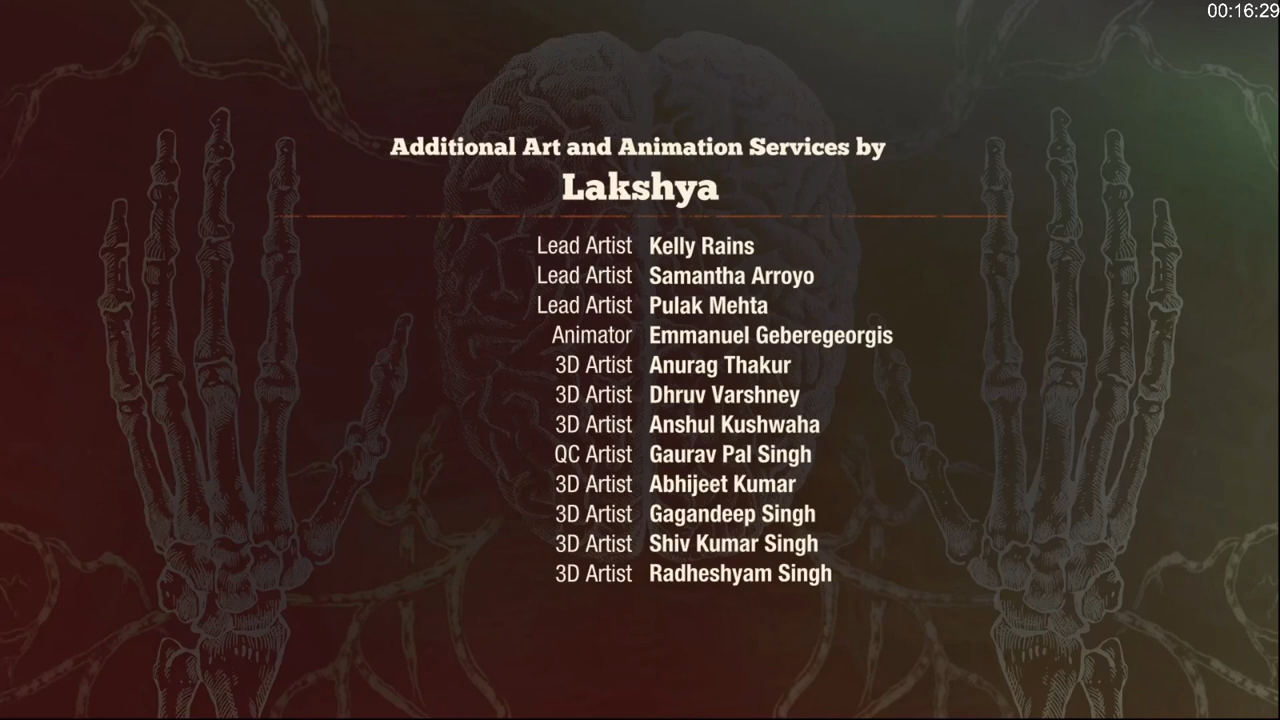 00:16:29
Additional Art and Animation Services by
Lakshya
Lead Artist Kelly Rains
Lead Artist Samantha Arroyo
Lead Artist Pulak Mehta
Animator Emmanuel Geberegeorgis
3D Artist Anurag Thakur
3D Artist Dhruv Varshney
3D Artist Anshul Kushwaha
QC Artist Gaurav Pal Singh
3D Artist Abhijeet Kumar
3D Artist Gagandeep Singh
3D Artist Shiv Kumar Singh
3D Artist Radheshyam Singh